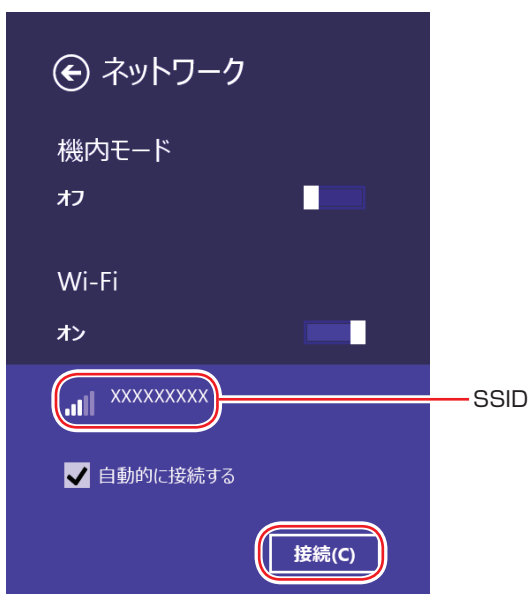 ネットワーク
機内モード
オフ
Wi-Fi
オン
XXXXXXXXX
SSID
自動的に接続する
接続(C)